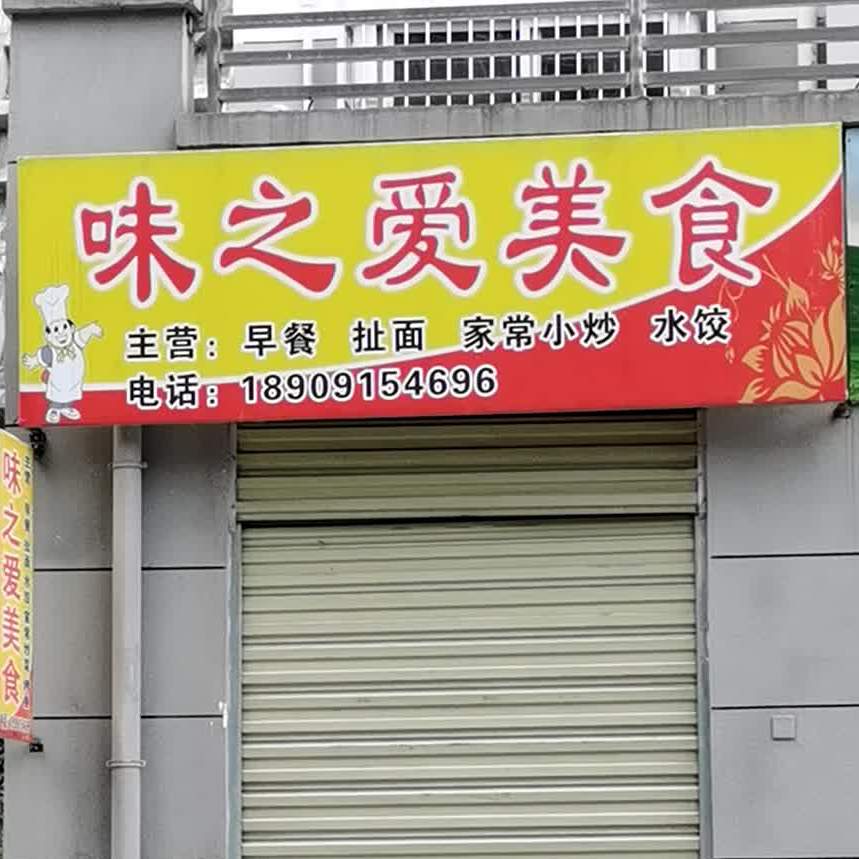 味之爱美食
主营：早餐 扯面 家常小炒 水饺
电话：18909154696
味之爱美食